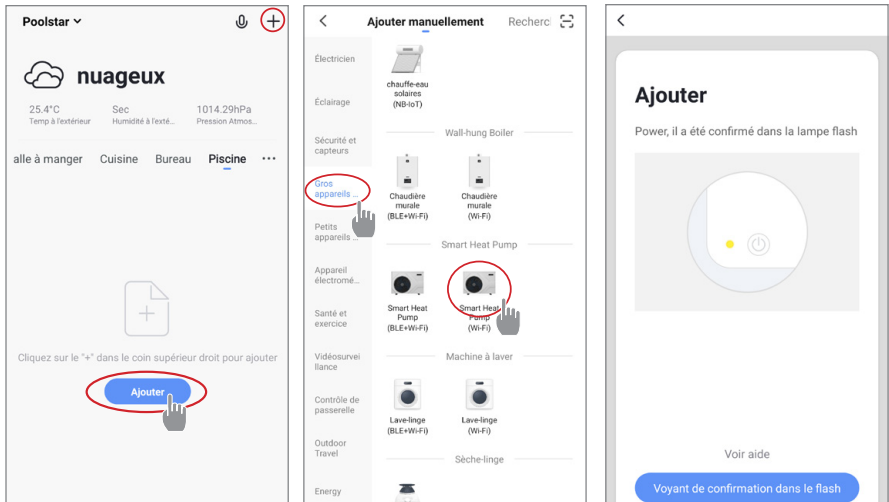 Poolstar
nuageux
25.4°C Sec 1014.29hPa
Temp à l'extérieur Humidité à l'exté... Pression Atmos...
alle à manger Cuisine Bureau Piscine ...
Cliquez sur le "+" dans le coin supérieur droit pour ajouter
Ajouter
Ajouter manuellement Recherc
Électricien
Éclairage
Sécurité et
capteurs
Gros
appareils ...
Petits
appareils ...
Appareil
électromé...
Santé et
exercice
Vidéosurvei
llance
Contrôle de
passerelle
Outdoor
Travel
Energy
chauffe-eau
solaires
(NB-IoT)
Wall-hung Boiler
Chaudière
murale
(BLE+Wi-Fi)
Chaudière
murale
(Wi-Fi)
Smart Heat Pump
Smart Heat
Pump
(BLE+Wi-Fi)
Smart Heat
Pump
(Wi-Fi)
Machine à laver
Lave-linge
(BLE+Wi-Fi)
Lave-linge
(Wi-Fi)
Sèche-linge
Ajouter
Power, il a été confirmé dans la lampe flash
Voir aide
Voyant de confirmation dans le flash